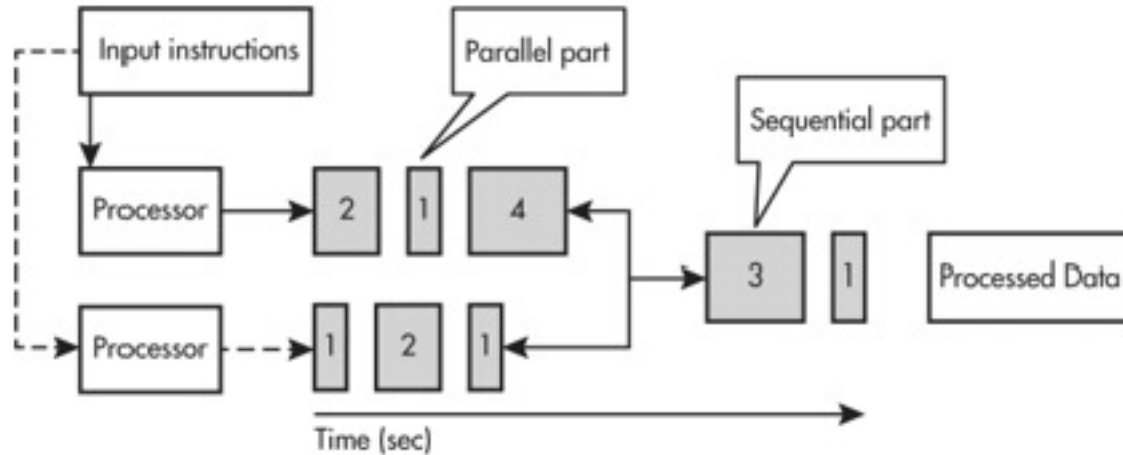 Input instructions
Parallel part
Sequential part
Processor
2
1
4
3
1
Processed Data
Processor
1
2
1
Time (sec)